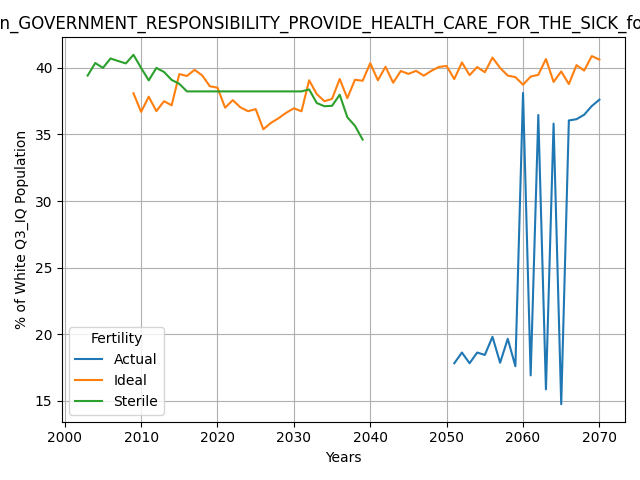 n_GOVERNMENT_RESPONSIBILITY_PROVIDE_HEALTH_CARE_FOR_THE_SICK_fo
40
35
30
25
20
15
% of White Q3_IQ Population
Fertility
Actual
Ideal
Sterile
2000 2010 2020 2030 2040 2050 2060 2070
Years